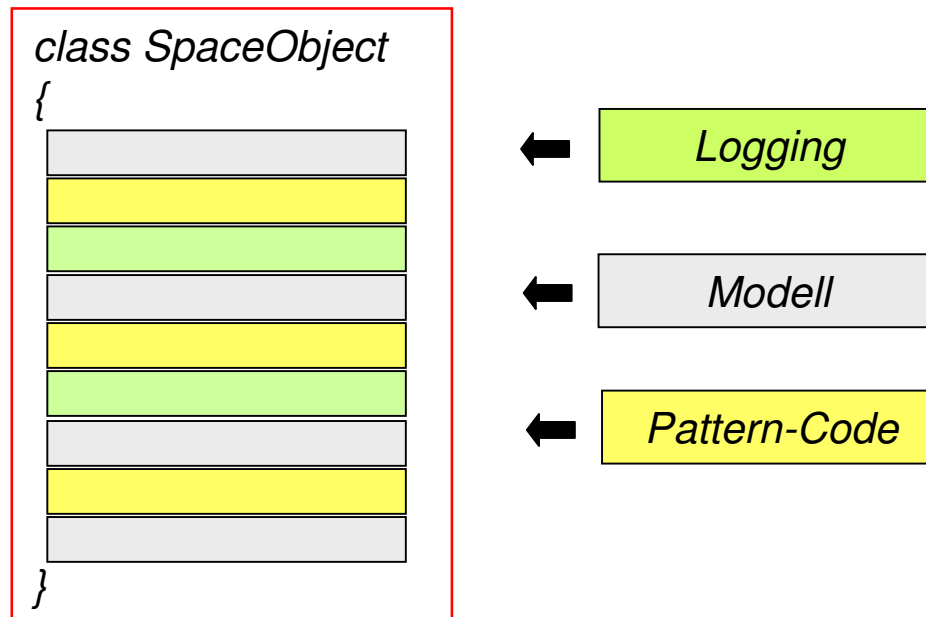 class SpaceObject
{
}
Logging
Modell
Pattern-Code